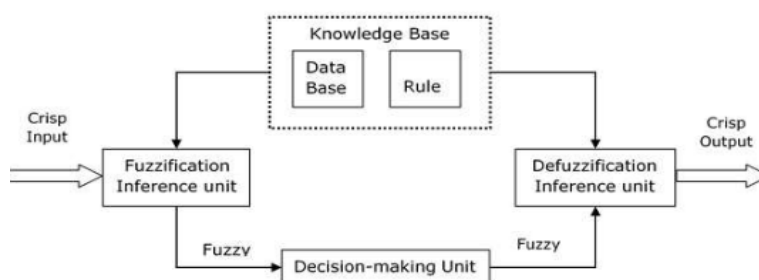 Knowledge Base
Data
Base
Rule
Crisp
Input
Fuzzification
Inference unit
Defuzzification
Inference unit
Crisp
Output
Fuzzy
Decision-making Unit
Fuzzy